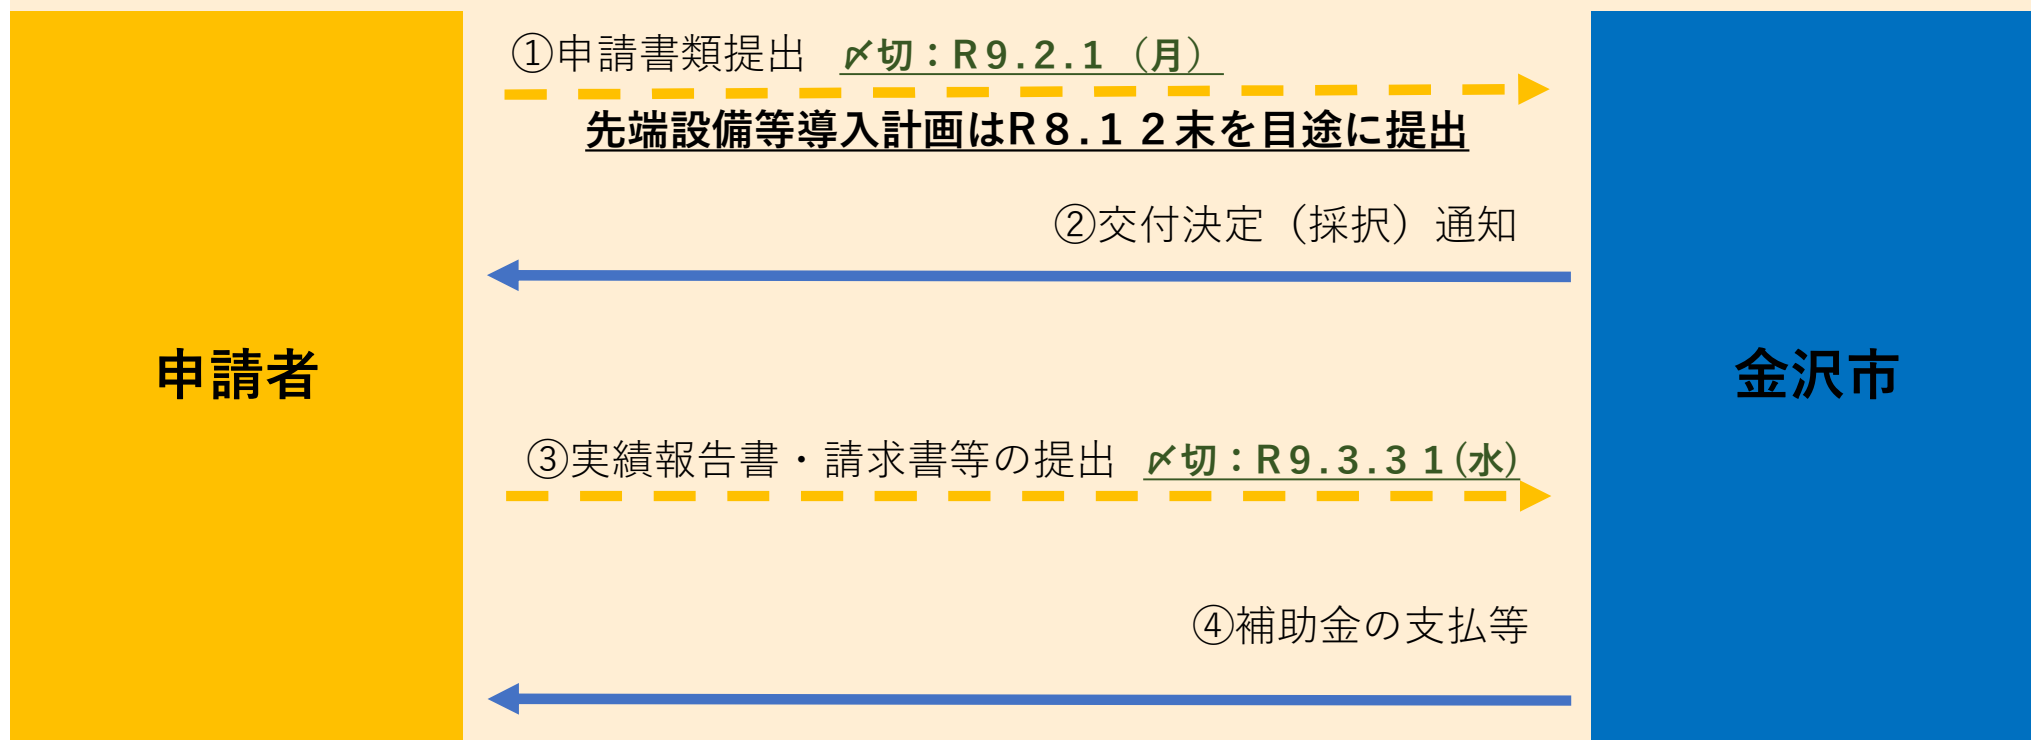 ①申請書類提出　〆切：R９.２.１（月）
先端設備等導入計画はR８.１２末を目途に提出
②交付決定（採択）通知
申請者
金沢市
③実績報告書・請求書等の提出　〆切：R９.３.３１(水)
④補助金の支払等